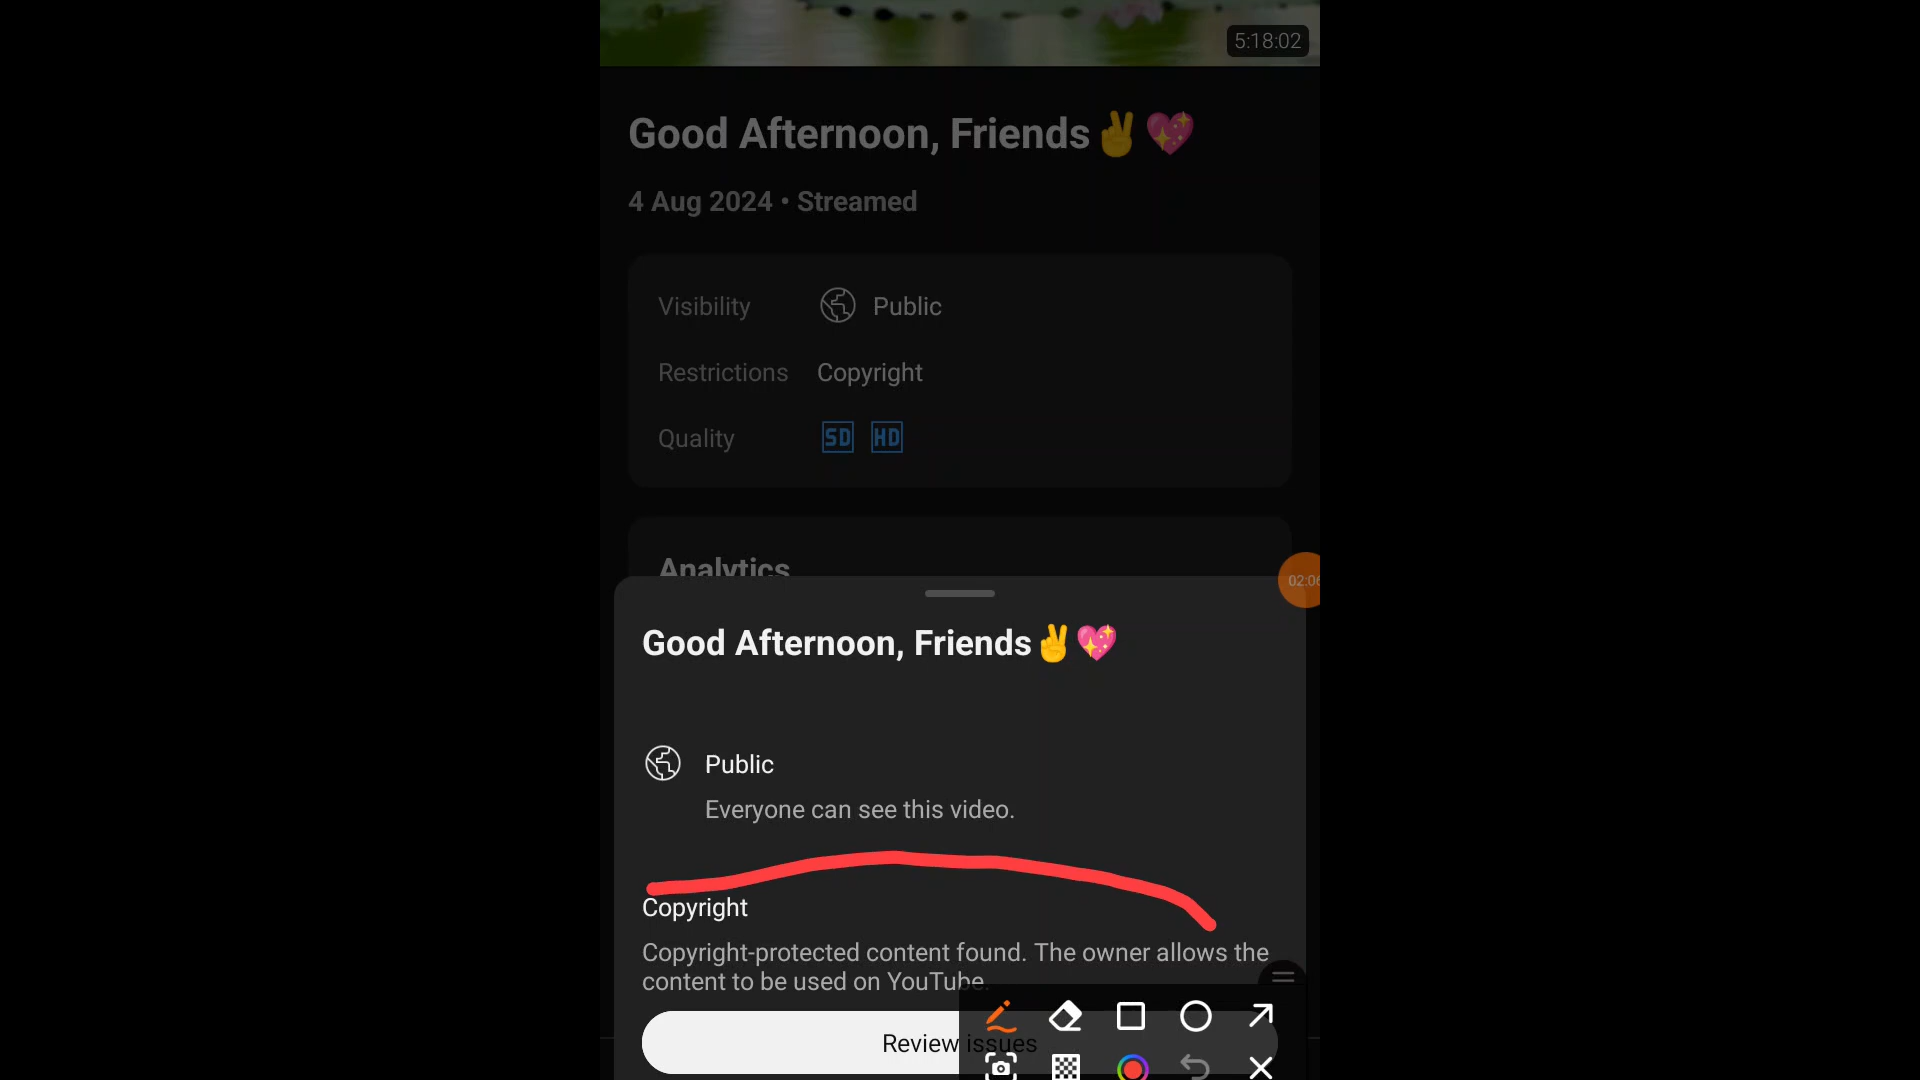 5:18:02
Good Afternoon, Friends✌️💖
4 Aug 2024 • Streamed
Visibility Public
Restrictions Copyright
Quality SD HD
Analytics
02:06
Good Afternoon, Friends✌️💖
Public
Everyone can see this video.
Copyright
Copyright-protected content found. The owner allows the
content to be used on YouTube.
Review issues